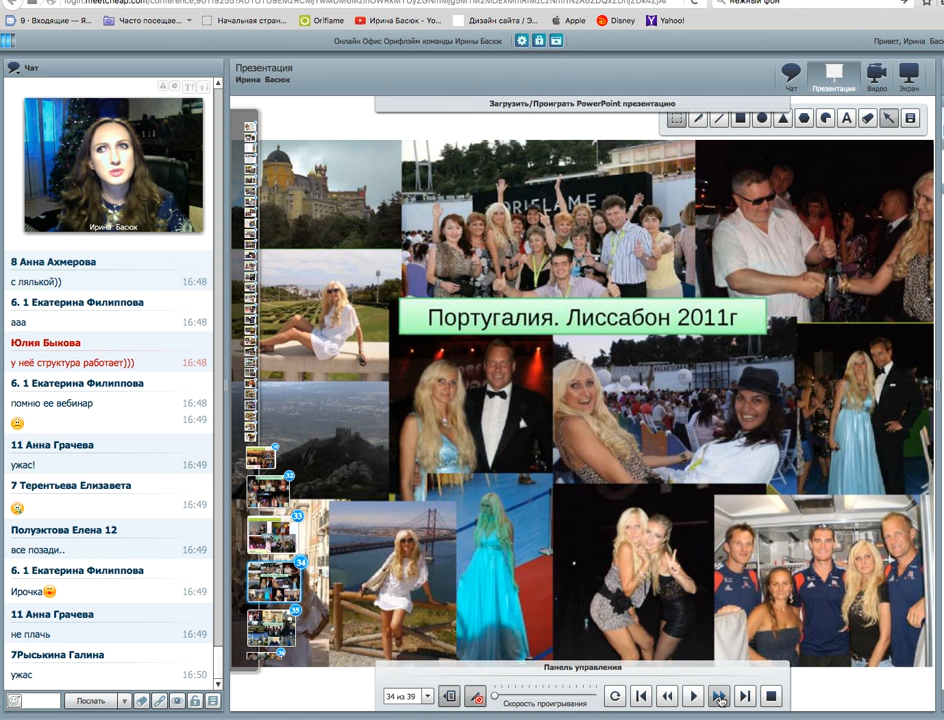 login.meetcheap.com/conference,
нежный фон
9 · Входящие —
Часто посещае...
Начальная стран...
Oriflame
Ирина Басюк - Yo...
Дизайн сайта / Э...
Apple
Disney
Yahoo!
Онлайн Офис Орифлэйм команды Ирины Басюк
Привет, Ирина
Чат
Ирина Басюк
8 Анна Ахмерова
с лялькой)) 16:48
6. 1 Екатерина Филиппова
ааа 16:48
Юлия Быкова
у неё структура работает))) 16:48
6. 1 Екатерина Филиппова
помню ее вебинар 16:48
16:49
11 Анна Грачева
ужас! 16:49
7 Терентьева Елизавета
16:49
Полуэктова Елена 12
все позади.. 16:49
6. 1 Екатерина Филиппова
Ирочка 16:49
11 Анна Грачева
не плачь 16:49
7Рыськина Галина
ужас 16:50
Послать
Презентация
Ирина Басюк
Чат
Презентация
Видео
Экран
Загрузить/Проиграть PowerPoint презентацию
A
ORIFLAME
Португалия. Лиссабон 2011г
32
33
34
35
Панель управления
34 из 39
Скорость проигрывания